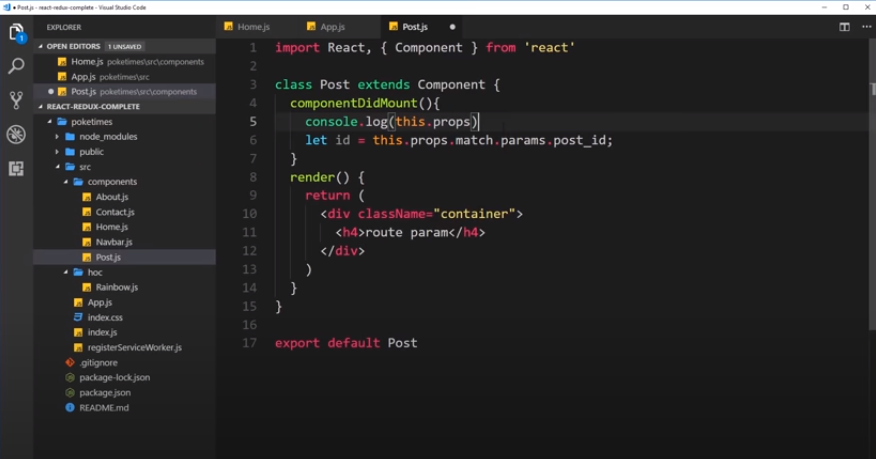 Post.js - react-redux-complete - Visual Studio Code
EXPLORER
OPEN EDITORS 1 UNSAVED
Home.js poketimes\src\components
App.js poketimes\src
Post.js poketimes\src\components
REACT-REDUX-COMPLETE
poketimes
node_modules
public
src
components
About.js
Contact.js
Home.js
Navbar.js
Post.js
hoc
Rainbow.js
App.js
index.css
index.js
registerServiceWorker.js
.gitignore
package-lock.json
package.json
README.md
1
Home.js App.js Post.js
1 import React, { Component } from 'react'
2
3 class Post extends Component {
4 componentDidMount(){
5 console.log(this.props)
6 let id = this.props.match.params.post_id;
7 }
8 render() {
9 return (
10 <div className="container">
11 <h4>route param</h4>
12 </div>
13 )
14 }
15 }
16
17 export default Post